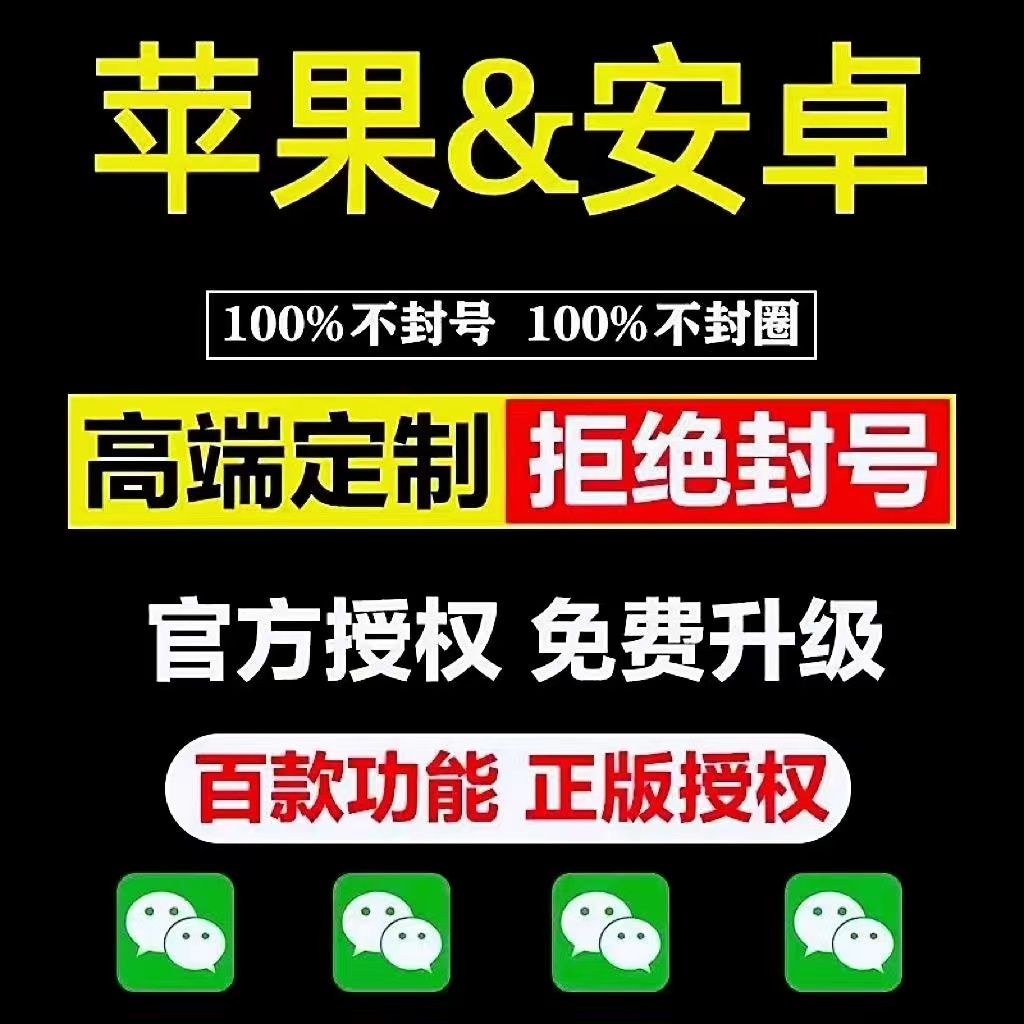 苹果&安卓
100%不封号 100%不封圈
高端定制 拒绝封号
官方授权 免费升级
百款功能 正版授权